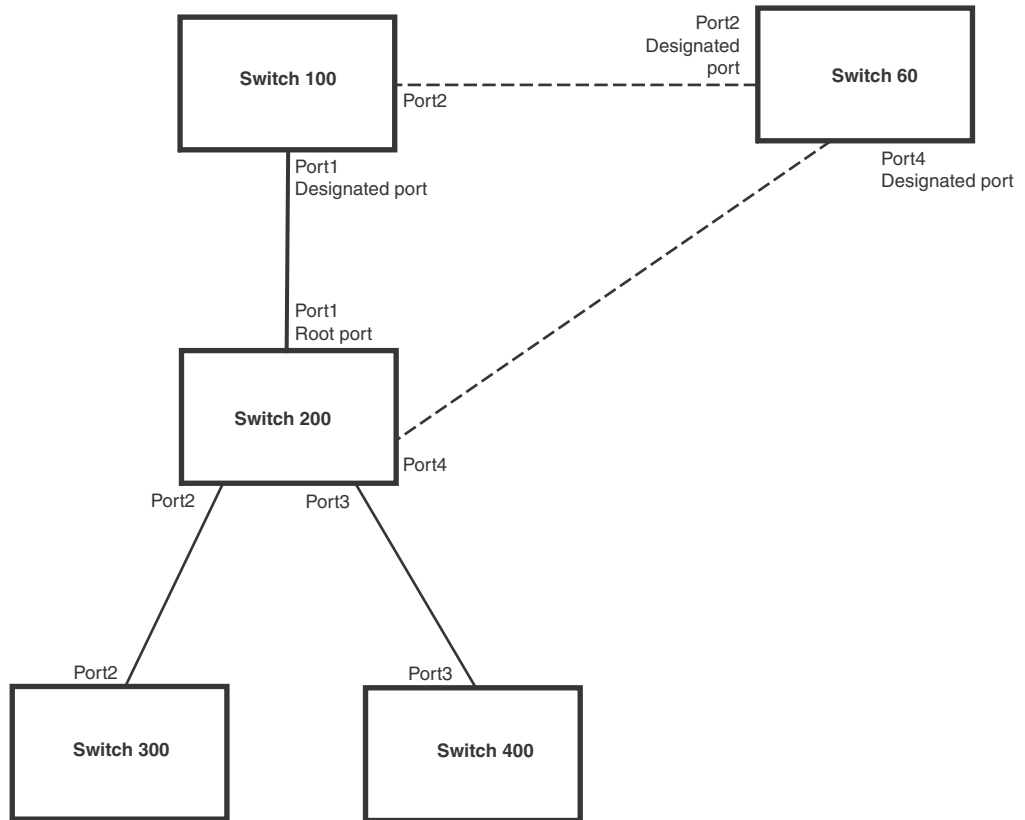 Port2
Designated
port
Switch 100
Switch 60
Port2
Port1
Designated port
Port4
Designated port
Port1
Root port
Switch 200
Port4
Port2
Port3
Port2
Port3
Switch 300
Switch 400